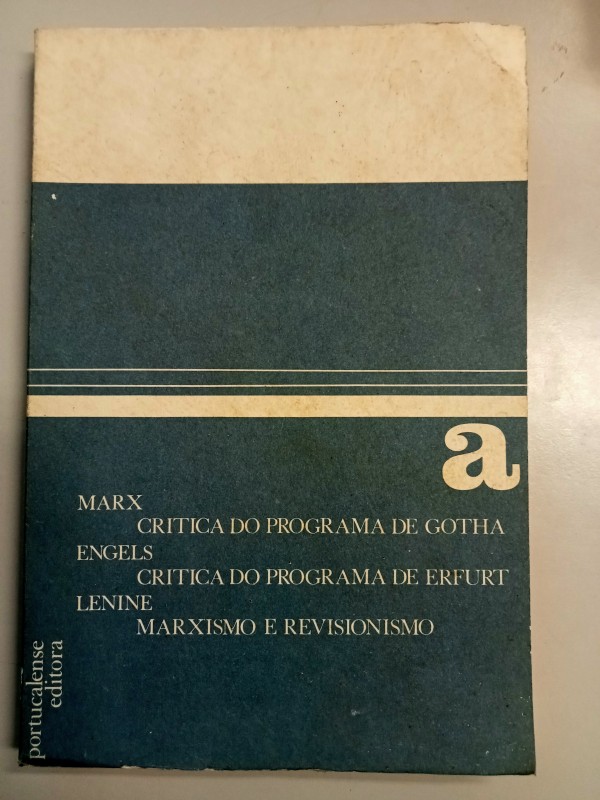 a
MARX
CRITICA DO PROGRAMA DE GOTHA
ENGELS
CRITICA DO PROGRAMA DE ERFURT
LENINE
MARXISMO E REVISIONISMO
portucalense
editora